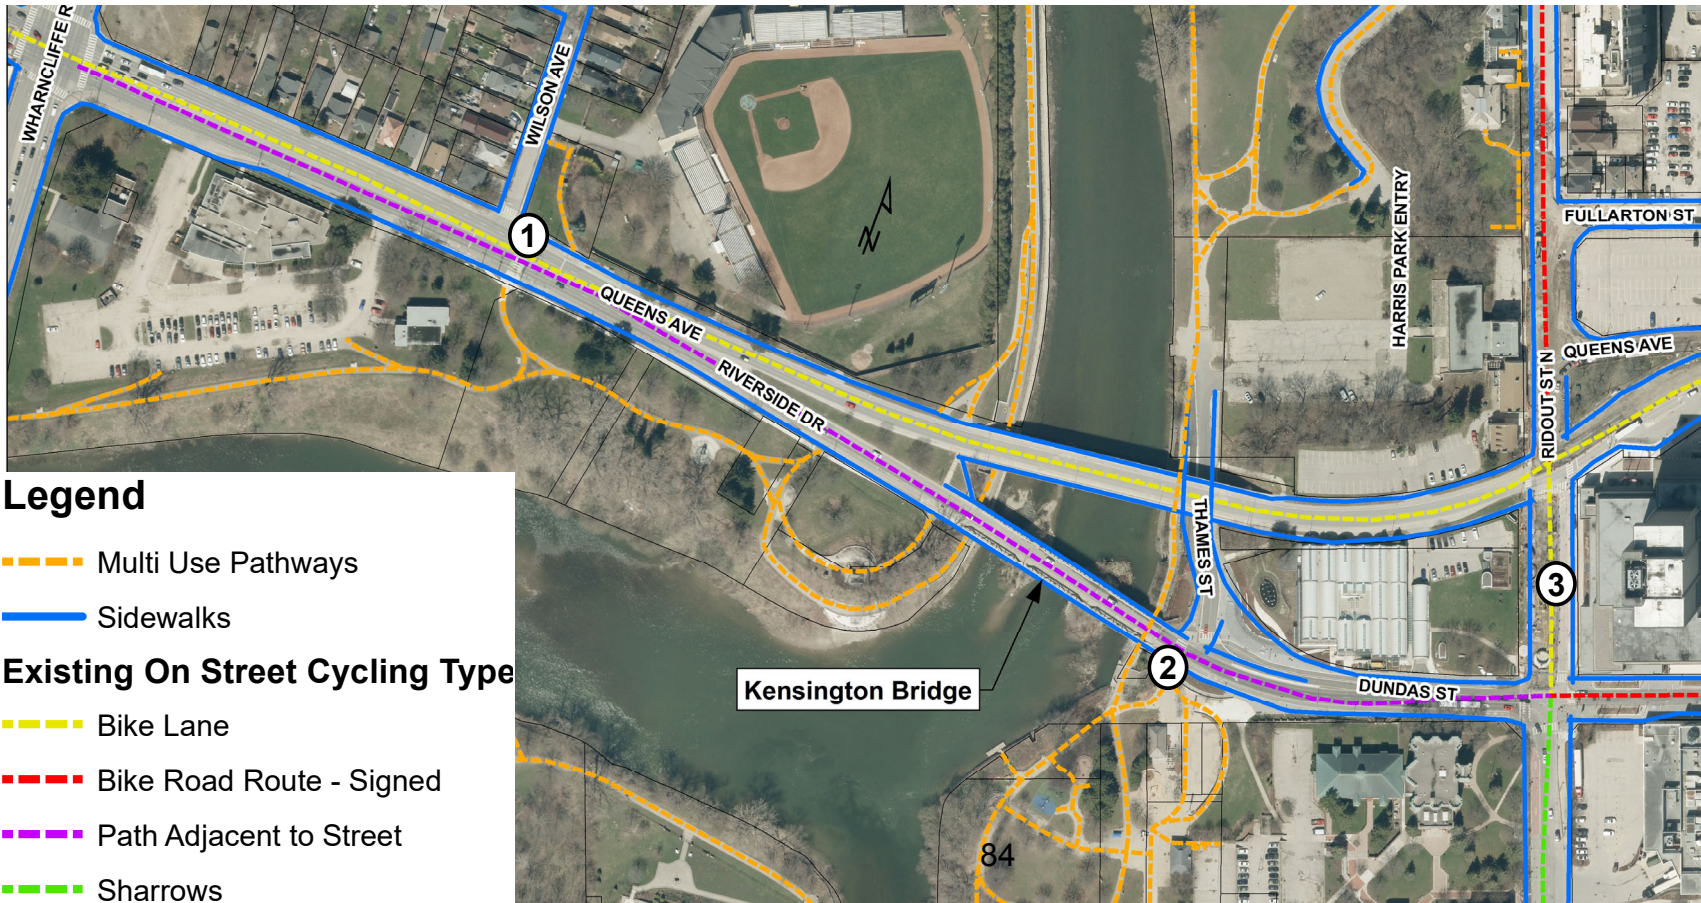 WHARNCLIFFE R
WILSON AVE
N
HARRIS PARK ENTRY
FULLARTON ST
1
QUEENS AVE
RIVERSIDE DR
QUEENS AVE
RIDOUT ST N
THAMES ST
3
2
Kensington Bridge
DUNDAS ST
84
Legend
Multi Use Pathways
Sidewalks
Existing On Street Cycling Type
Bike Lane
Bike Road Route - Signed
Path Adjacent to Street
Sharrows